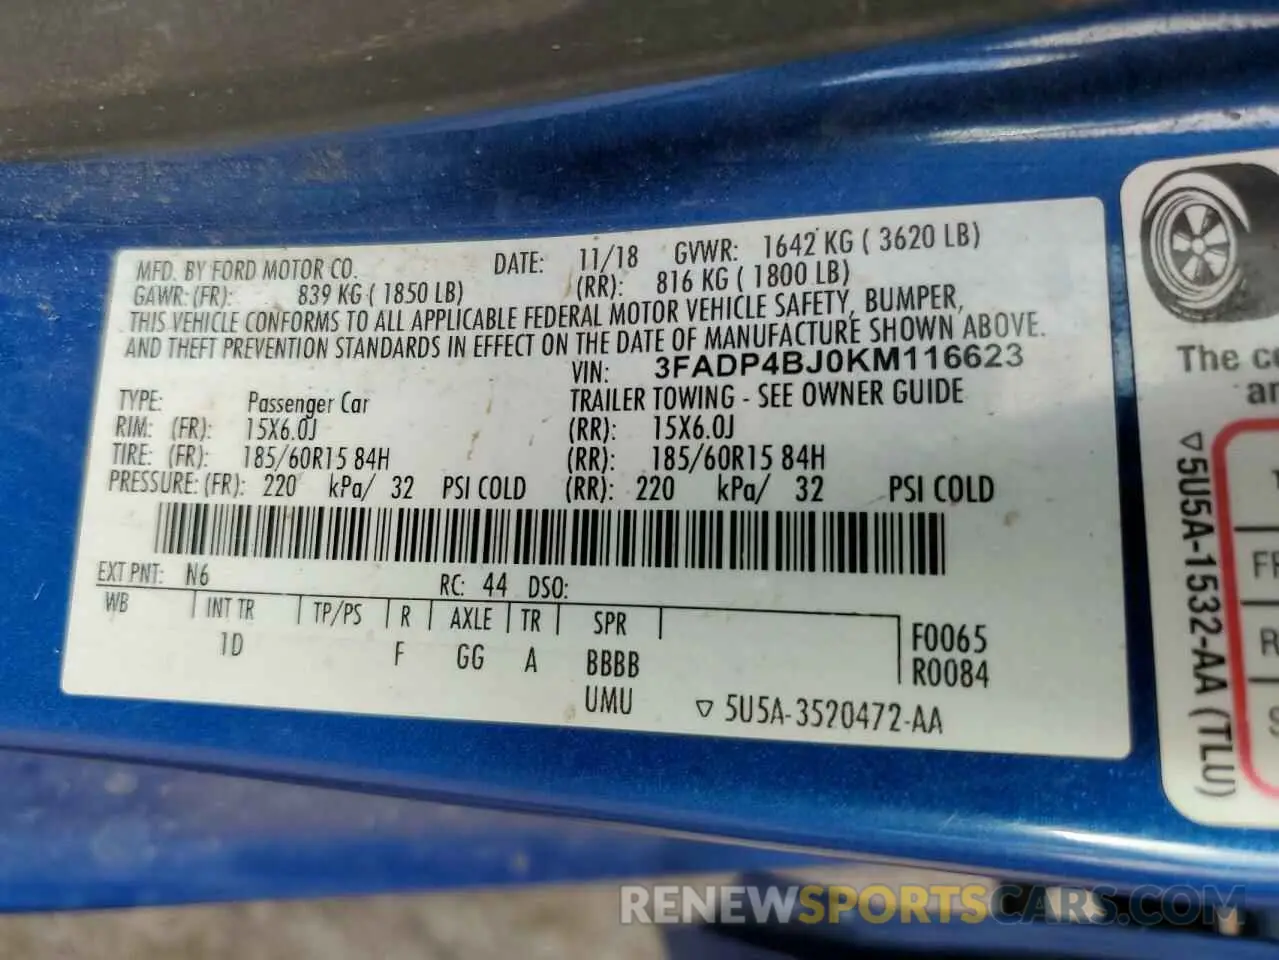 MFD. BY FORD MOTOR CO. DATE: 11/18 GVWR: 1642 KG ( 3620 LB)
GAWR: (FR): 839 KG ( 1850 LB) (RR): 816 KG ( 1800 LB)
THIS VEHICLE CONFORMS TO ALL APPLICABLE FEDERAL MOTOR VEHICLE SAFETY, BUMPER,
AND THEFT PREVENTION STANDARDS IN EFFECT ON THE DATE OF MANUFACTURE SHOWN ABOVE.
VIN: 3FADP4BJ0KM116623
TYPE: Passenger Car TRAILER TOWING - SEE OWNER GUIDE
RIM: (FR): 15X6.0J (RR): 15X6.0J
TIRE: (FR): 185/60R15 84H (RR): 185/60R15 84H
PRESSURE: (FR): 220 kPa/ 32 PSI COLD (RR): 220 kPa/ 32 PSI COLD
EXT PNT: N6 RC: 44 DSO:
WB INT TR TP/PS R AXLE TR SPR F0065
1D F GG A BBBB R0084
UMU ▽ 5U5A-3520472-AA
The co
an
▽5U5A-1532-AA (TLU)
FR
R
S
RENEWSPORTSCARS.COM